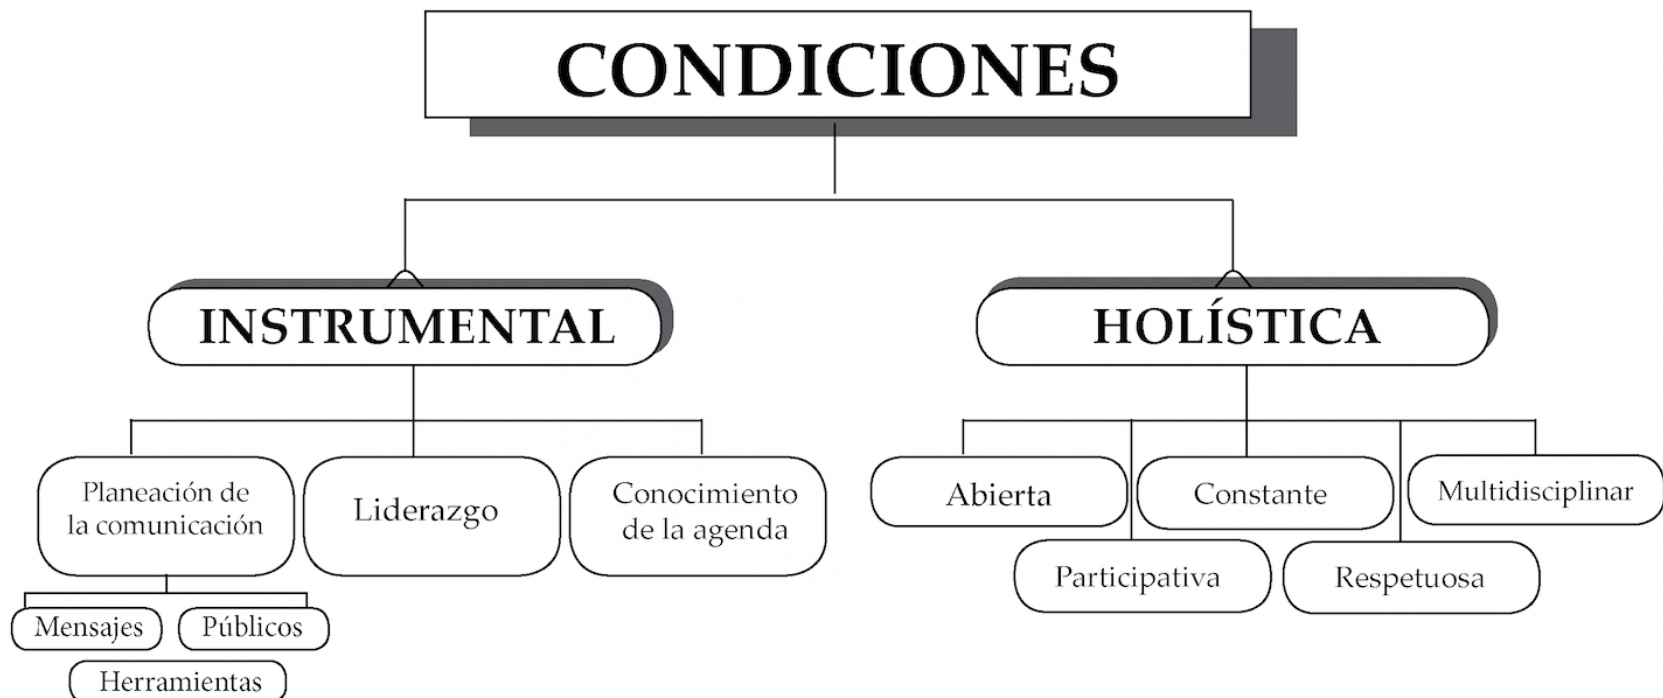 CONDICIONES
INSTRUMENTAL
HOLÍSTICA
Planeación de
la comunicación
Liderazgo
Conocimiento
de la agenda
Abierta
Constante
Multidisciplinar
Participativa
Respetuosa
Mensajes
Públicos
Herramientas